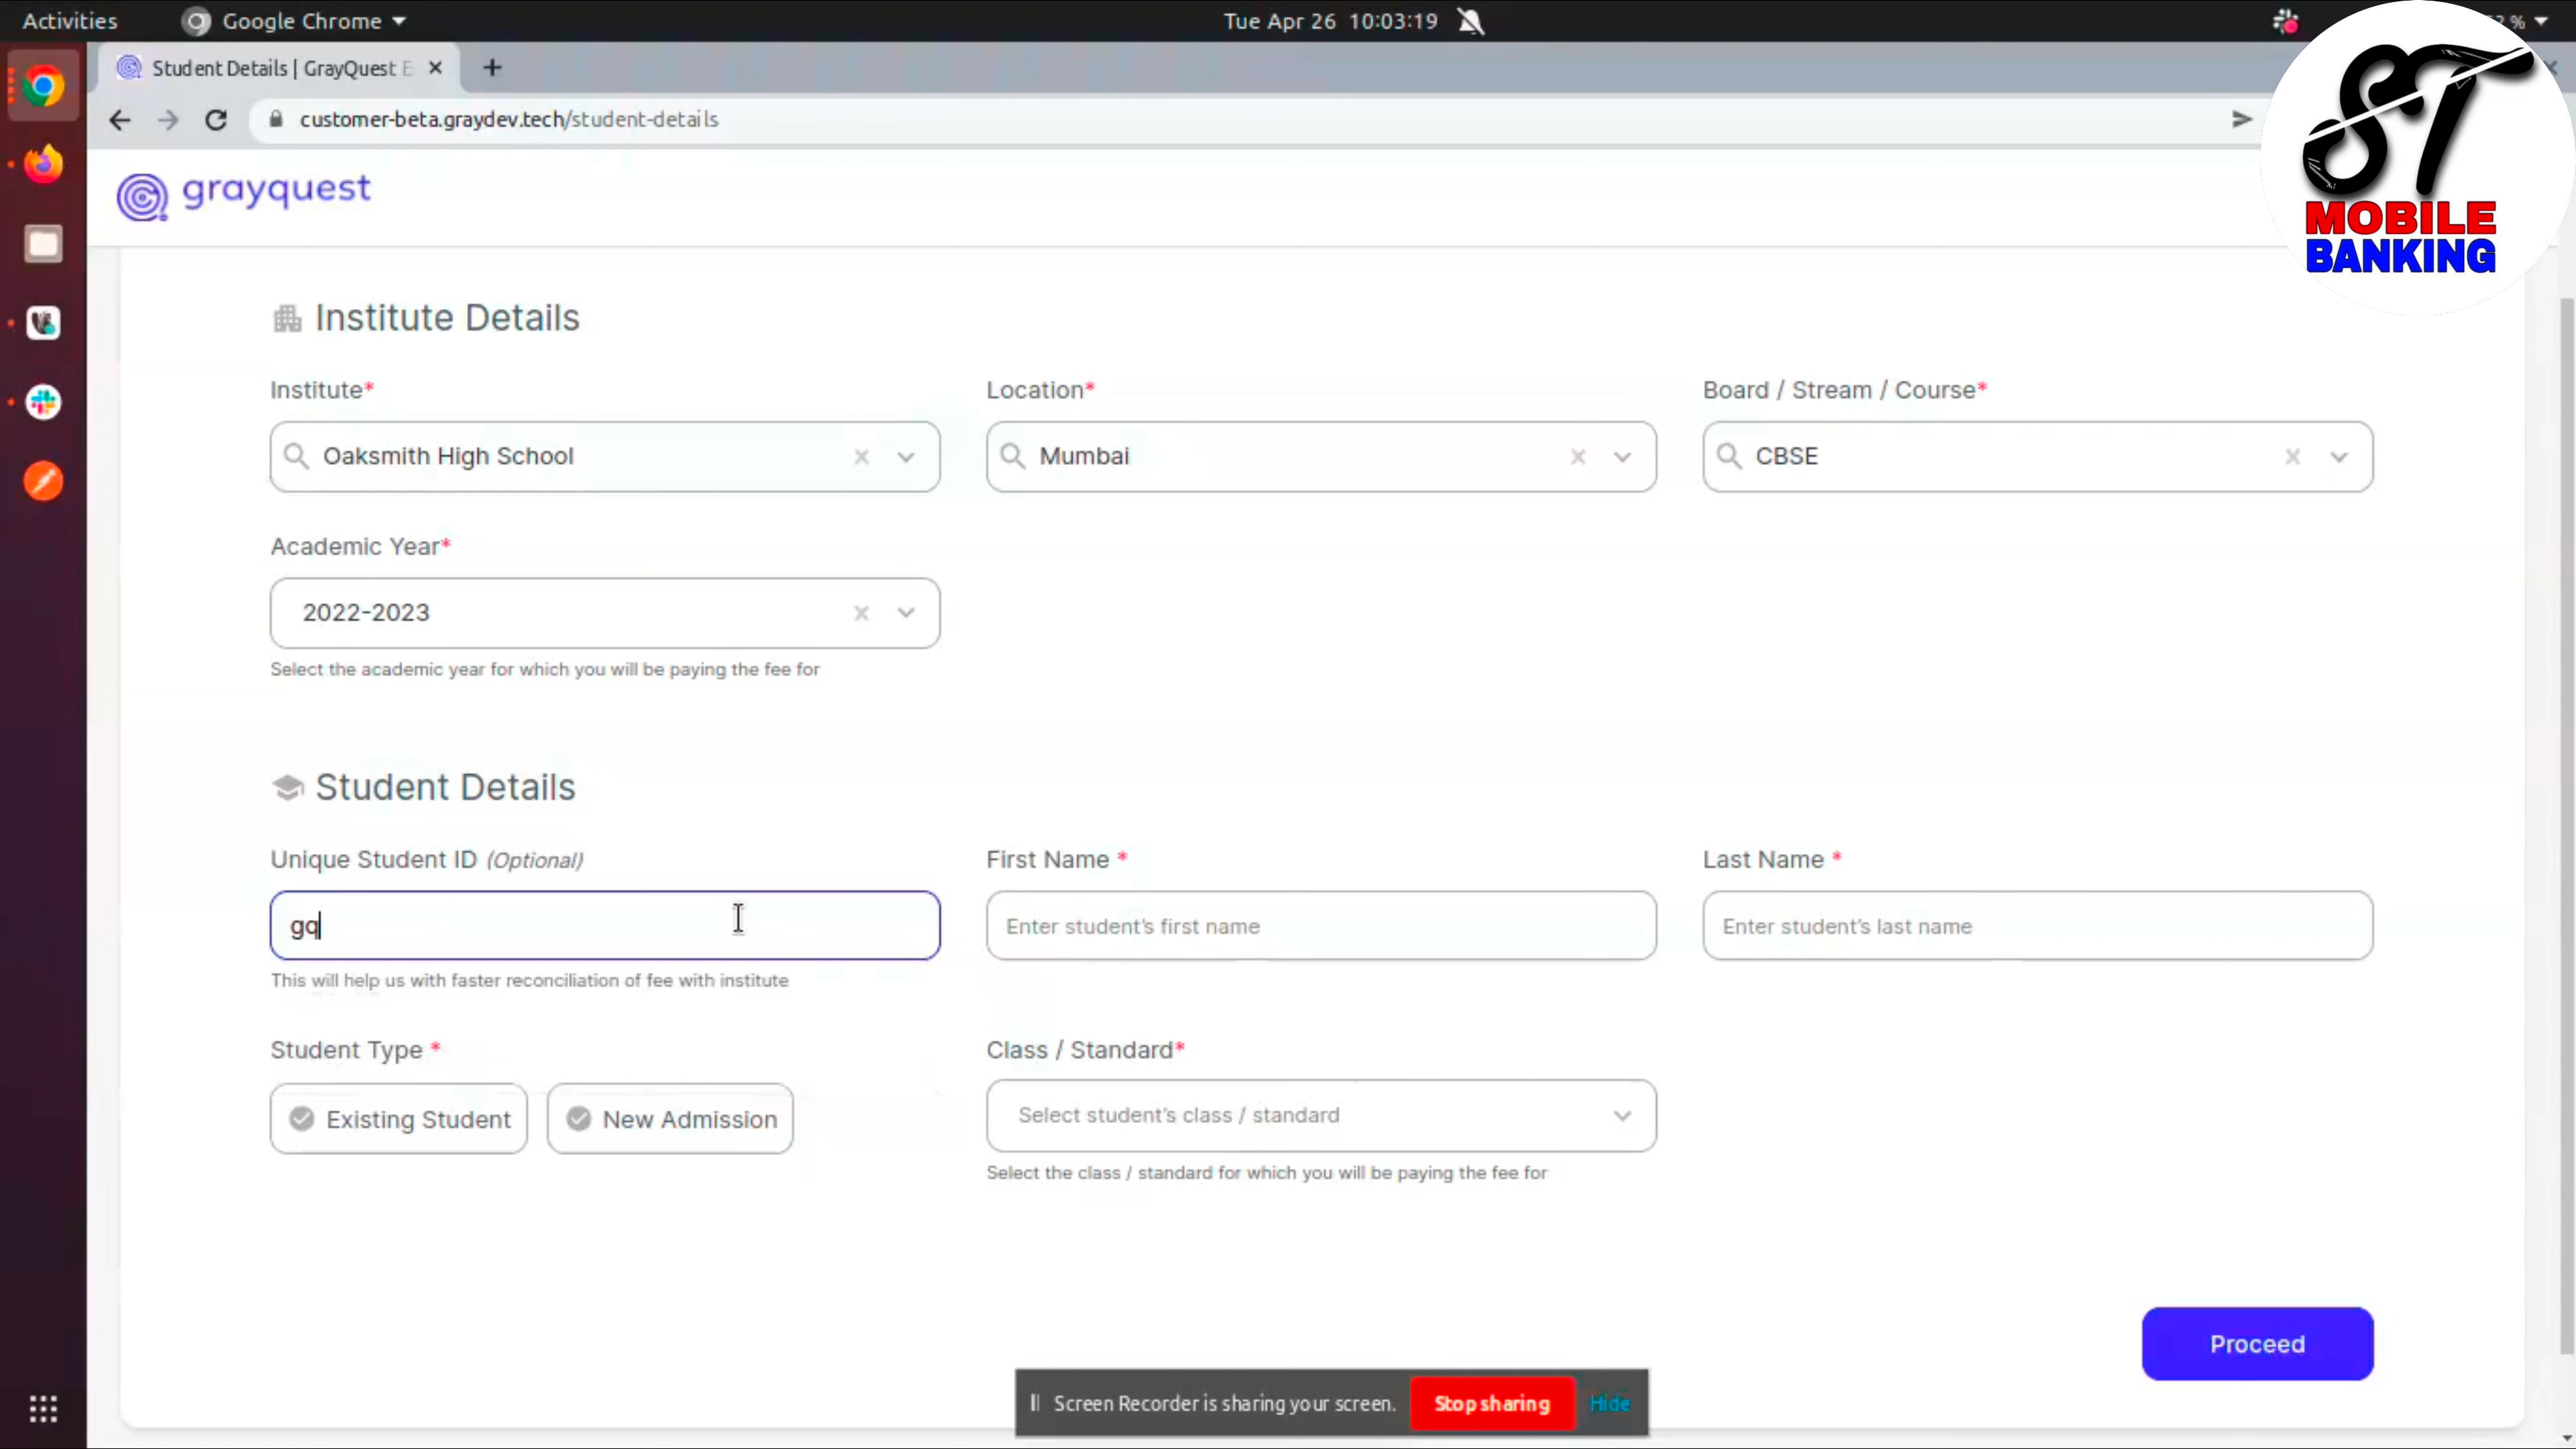 Activities Google Chrome Tue Apr 26 10:03:19 %
Student Details | GrayQuest E
customer-beta.graydev.tech/student-details
grayquest
ST
MOBILE
BANKING
Institute Details
Institute* Location* Board / Stream / Course*
Oaksmith High School Mumbai CBSE
Academic Year*
2022-2023
Select the academic year for which you will be paying the fee for
Student Details
Unique Student ID (Optional) First Name * Last Name *
gq Enter student's first name Enter student's last name
This will help us with faster reconciliation of fee with institute
Student Type * Class / Standard*
Existing Student New Admission Select student's class / standard
Select the class / standard for which you will be paying the fee for
Proceed
Screen Recorder is sharing your screen. Stop sharing Hide